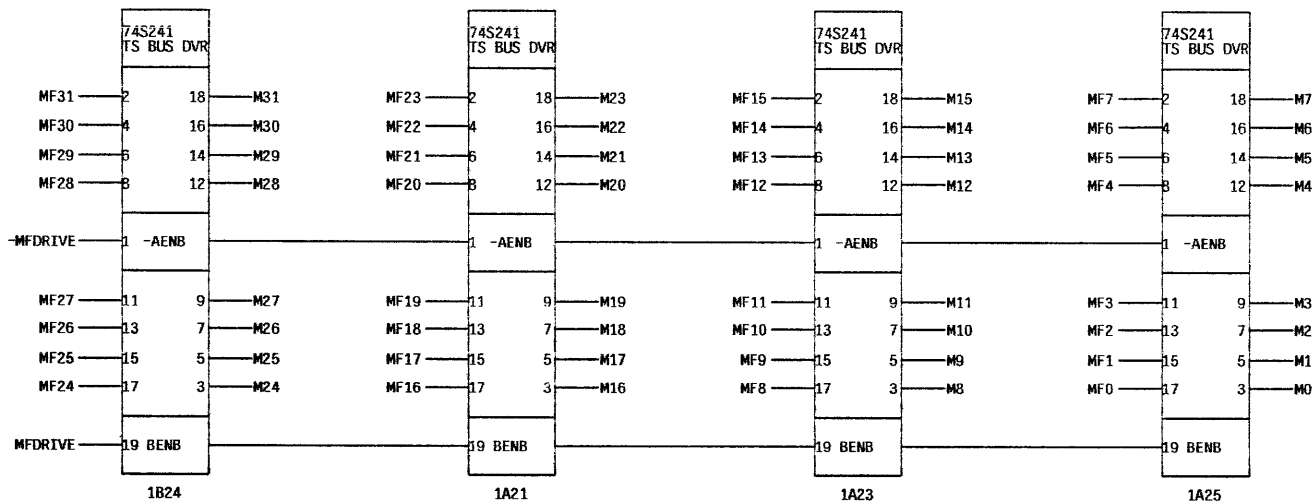 74S241 74S241 74S241 74S241
TS BUS DVR TS BUS DVR TS BUS DVR TS BUS DVR
MF31 2 18 M31 MF23 2 18 M23 MF15 2 18 M15 MF7 2 18 M7
MF30 4 16 M30 MF22 4 16 M22 MF14 4 16 M14 MF6 4 16 M6
MF29 6 14 M29 MF21 6 14 M21 MF13 6 14 M13 MF5 6 14 M5
MF28 8 12 M28 MF20 8 12 M20 MF12 8 12 M12 MF4 8 12 M4
-MFDRIVE 1 -AENB 1 -AENB 1 -AENB 1 -AENB
MF27 11 9 M27 MF19 11 9 M19 MF11 11 9 M11 MF3 11 9 M3
MF26 13 7 M26 MF18 13 7 M18 MF10 13 7 M10 MF2 13 7 M2
MF25 15 5 M25 MF17 15 5 M17 MF9 15 5 M9 MF1 15 5 M1
MF24 17 3 M24 MF16 17 3 M16 MF8 17 3 M8 MF0 17 3 M0
MFDRIVE 19 BENB 19 BENB 19 BENB 19 BENB
1B24 1A21 1A23 1A25